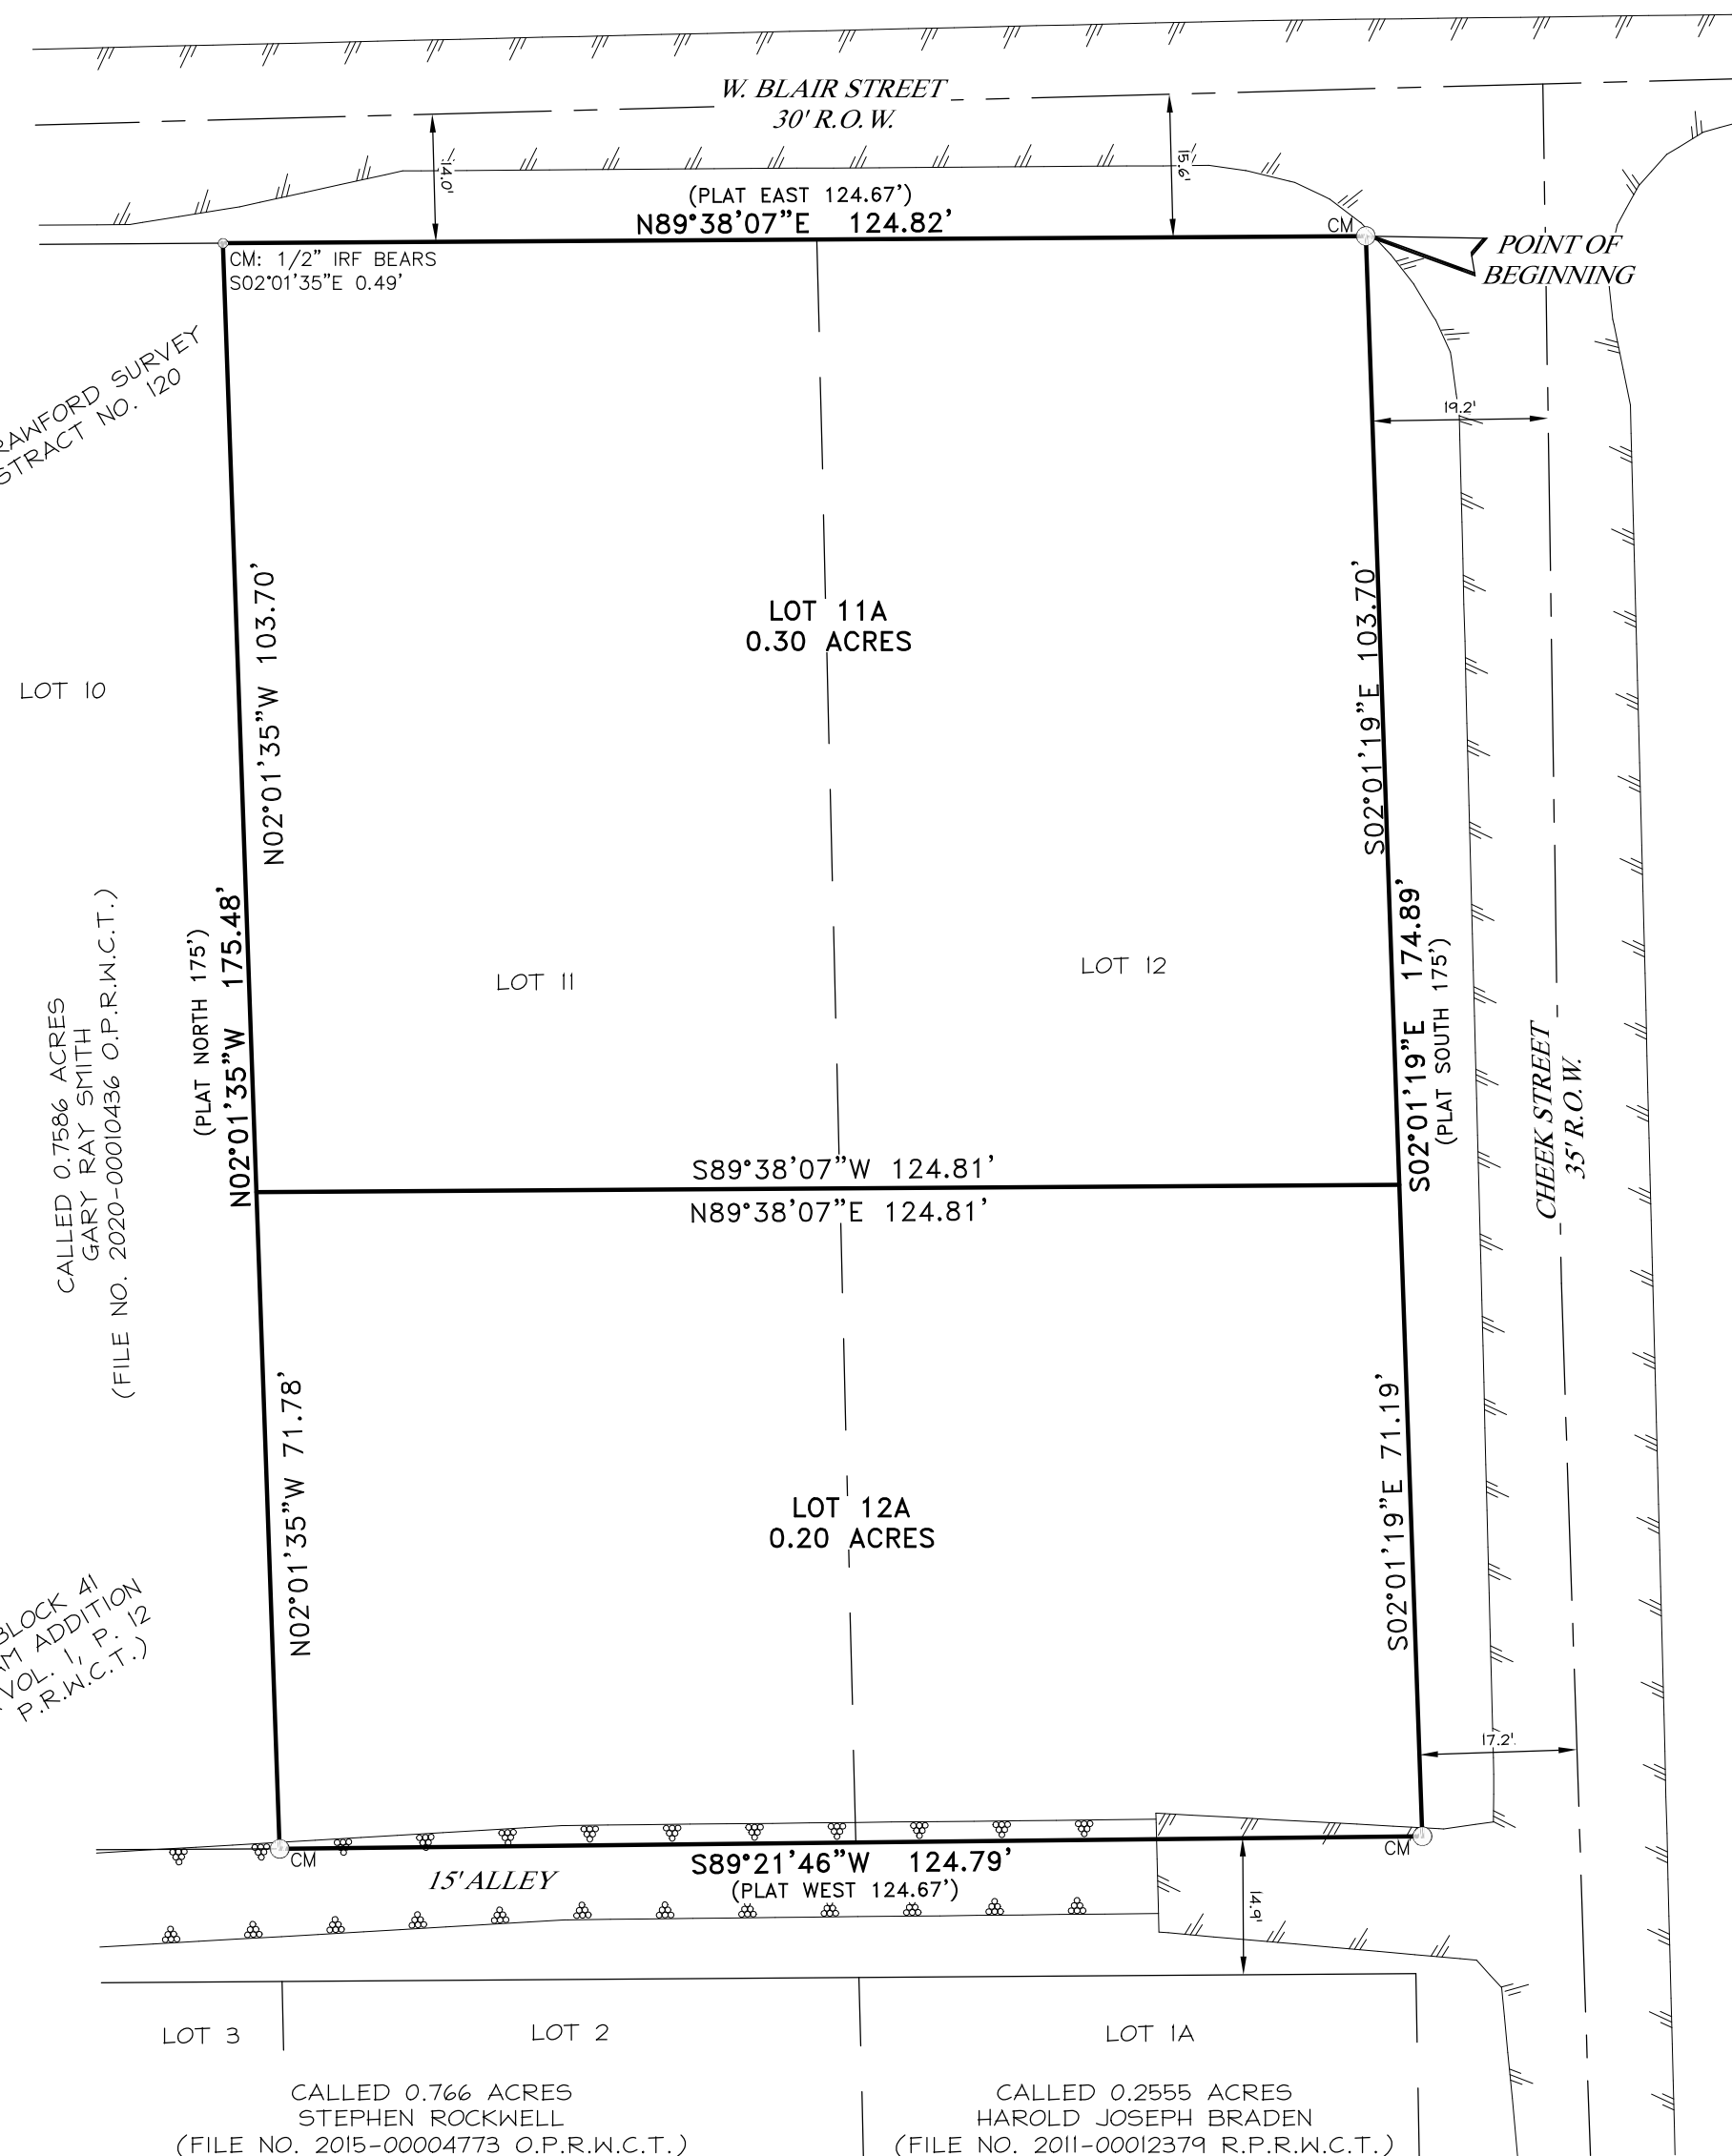 W. BLAIR STREET
30' R.O.W.
14.0'
15.6'
(PLAT EAST 124.67')
N89°38'07"E 124.82'
CM
POINT OF
BEGINNING
CM: 1/2" IRF BEARS
S02°01'35"E 0.49'
SURVEY
NO. 120
19.2'
N02°01'35"W 103.70'
S02°01'19"E 103.70'
LOT 11A
0.30 ACRES
LOT 10
LOT 11
LOT 12
(PLAT NORTH 175')
N02°01'35"W 175.48'
S02°01'19"E 174.89'
(PLAT SOUTH 175')
CALLED 0.7586 ACRES
GARY RAY SMITH
(FILE NO. 2020-00010436 O.P.R.W.C.T.)
CHEEK STREET
35' R.O.W.
S89°38'07"W 124.81'
N89°38'07"E 124.81'
N02°01'35"W 71.78'
S02°01'19"E 71.19'
LOT 12A
0.20 ACRES
BLOCK 41
ADDITION
VOL. 1, P. 12
P.R.W.C.T.)
17.2'
CM
CM
S89°21'46"W 124.79'
(PLAT WEST 124.67')
15' ALLEY
14.9'
LOT 3
LOT 2
LOT 1A
CALLED 0.766 ACRES
STEPHEN ROCKWELL
(FILE NO. 2015-00004773 O.P.R.W.C.T.)
CALLED 0.2555 ACRES
HAROLD JOSEPH BRADEN
(FILE NO. 2011-00012379 R.P.R.W.C.T.)